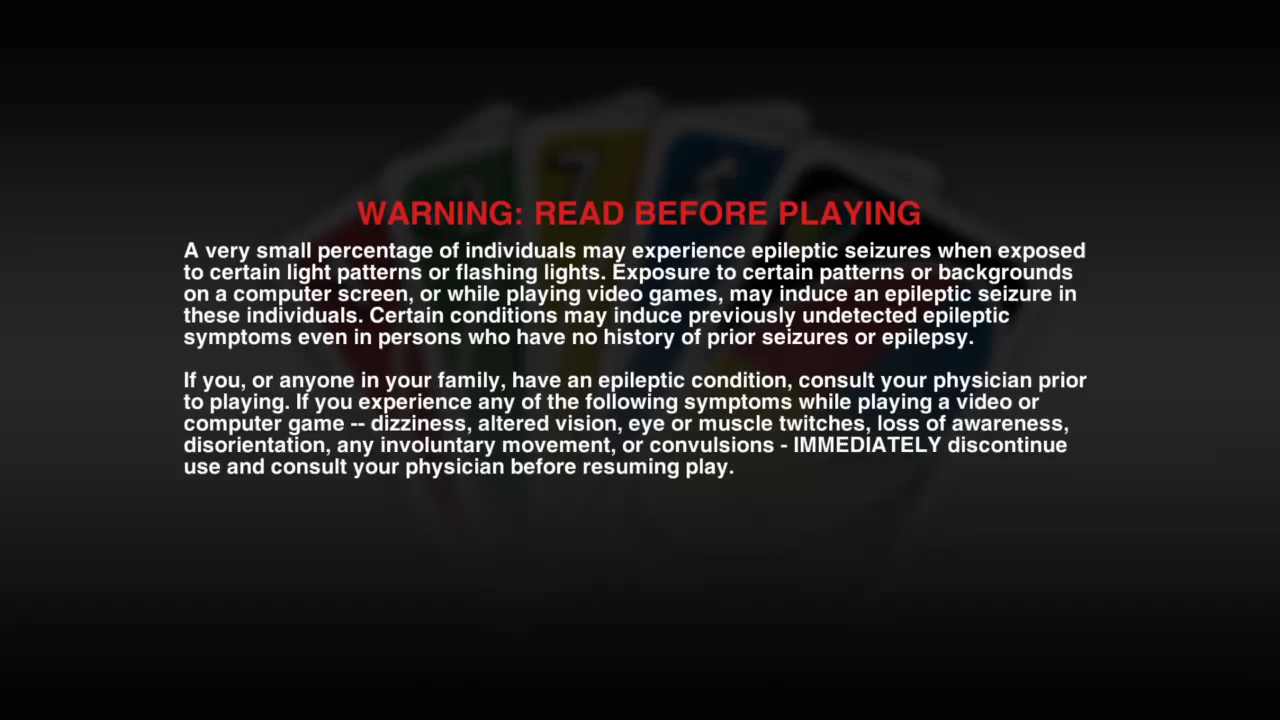 WARNING: READ BEFORE PLAYING
A very small percentage of individuals may experience epileptic seizures when exposed
to certain light patterns or flashing lights. Exposure to certain patterns or backgrounds
on a computer screen, or while playing video games, may induce an epileptic seizure in
these individuals. Certain conditions may induce previously undetected epileptic
symptoms even in persons who have no history of prior seizures or epilepsy.
If you, or anyone in your family, have an epileptic condition, consult your physician prior
to playing. If you experience any of the following symptoms while playing a video or
computer game -- dizziness, altered vision, eye or muscle twitches, loss of awareness,
disorientation, any involuntary movement, or convulsions - IMMEDIATELY discontinue
use and consult your physician before resuming play.